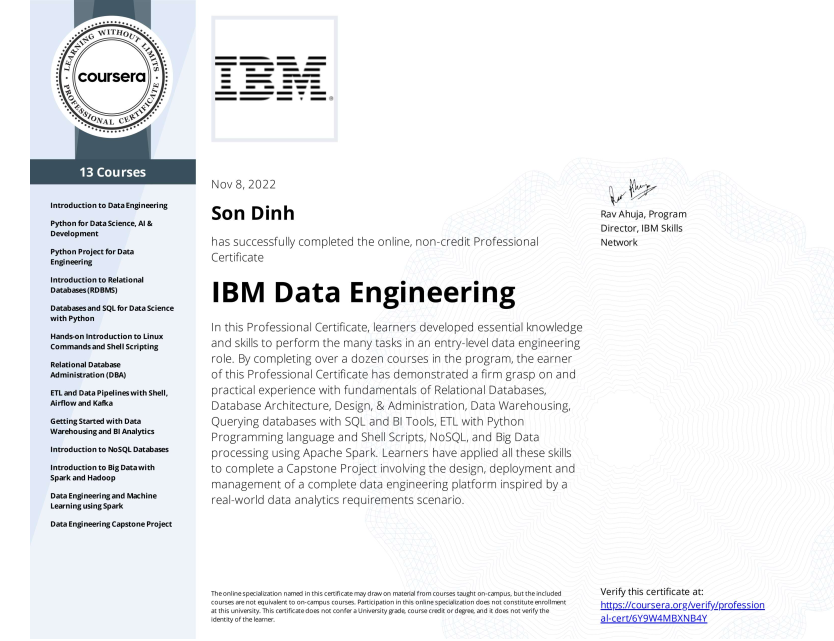 LEARNING WITHOUT LIMITS
coursera
PROFESSIONAL CERTIFICATE
13 Courses
Introduction to Data Engineering
Python for Data Science, AI &
Development
Python Project for Data
Engineering
Introduction to Relational
Databases (RDBMS)
Databases and SQL for Data Science
with Python
Hands-on Introduction to Linux
Commands and Shell Scripting
Relational Database
Administration (DBA)
ETL and Data Pipelines with Shell,
Airflow and Kafka
Getting Started with Data
Warehousing and BI Analytics
Introduction to NoSQL Databases
Introduction to Big Data with
Spark and Hadoop
Data Engineering and Machine
Learning using Spark
Data Engineering Capstone Project
IBM®
Nov 8, 2022
Son Dinh
has successfully completed the online, non-credit Professional
Certificate
IBM Data Engineering
In this Professional Certificate, learners developed essential knowledge
and skills to perform the many tasks in an entry-level data engineering
role. By completing over a dozen courses in the program, the earner
of this Professional Certificate has demonstrated a firm grasp on and
practical experience with fundamentals of Relational Databases,
Database Architecture, Design, & Administration, Data Warehousing,
Querying databases with SQL and BI Tools, ETL with Python
Programming language and Shell Scripts, NoSQL, and Big Data
processing using Apache Spark. Learners have applied all these skills
to complete a Capstone Project involving the design, deployment and
management of a complete data engineering platform inspired by a
real-world data analytics requirements scenario.
Rav Ahuja
Rav Ahuja, Program
Director, IBM Skills
Network
The online specialization named in this certificate may draw on material from courses taught on-campus, but the included
courses are not equivalent to on-campus courses. Participation in this online specialization does not constitute enrollment
at this university. This certificate does not confer a University grade, course credit or degree, and it does not verify the
identity of the learner.
Verify this certificate at:
https://coursera.org/verify/profession
al-cert/6Y9W4MBXNB4Y